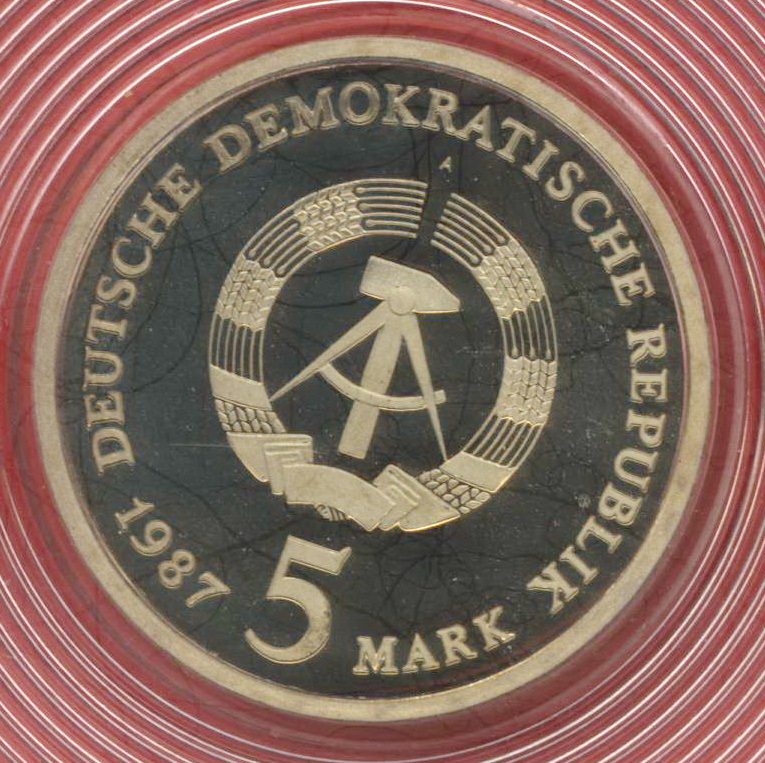 DEUTSCHE DEMOKRATISCHE REPUBLIK
A
1987
5 MARK